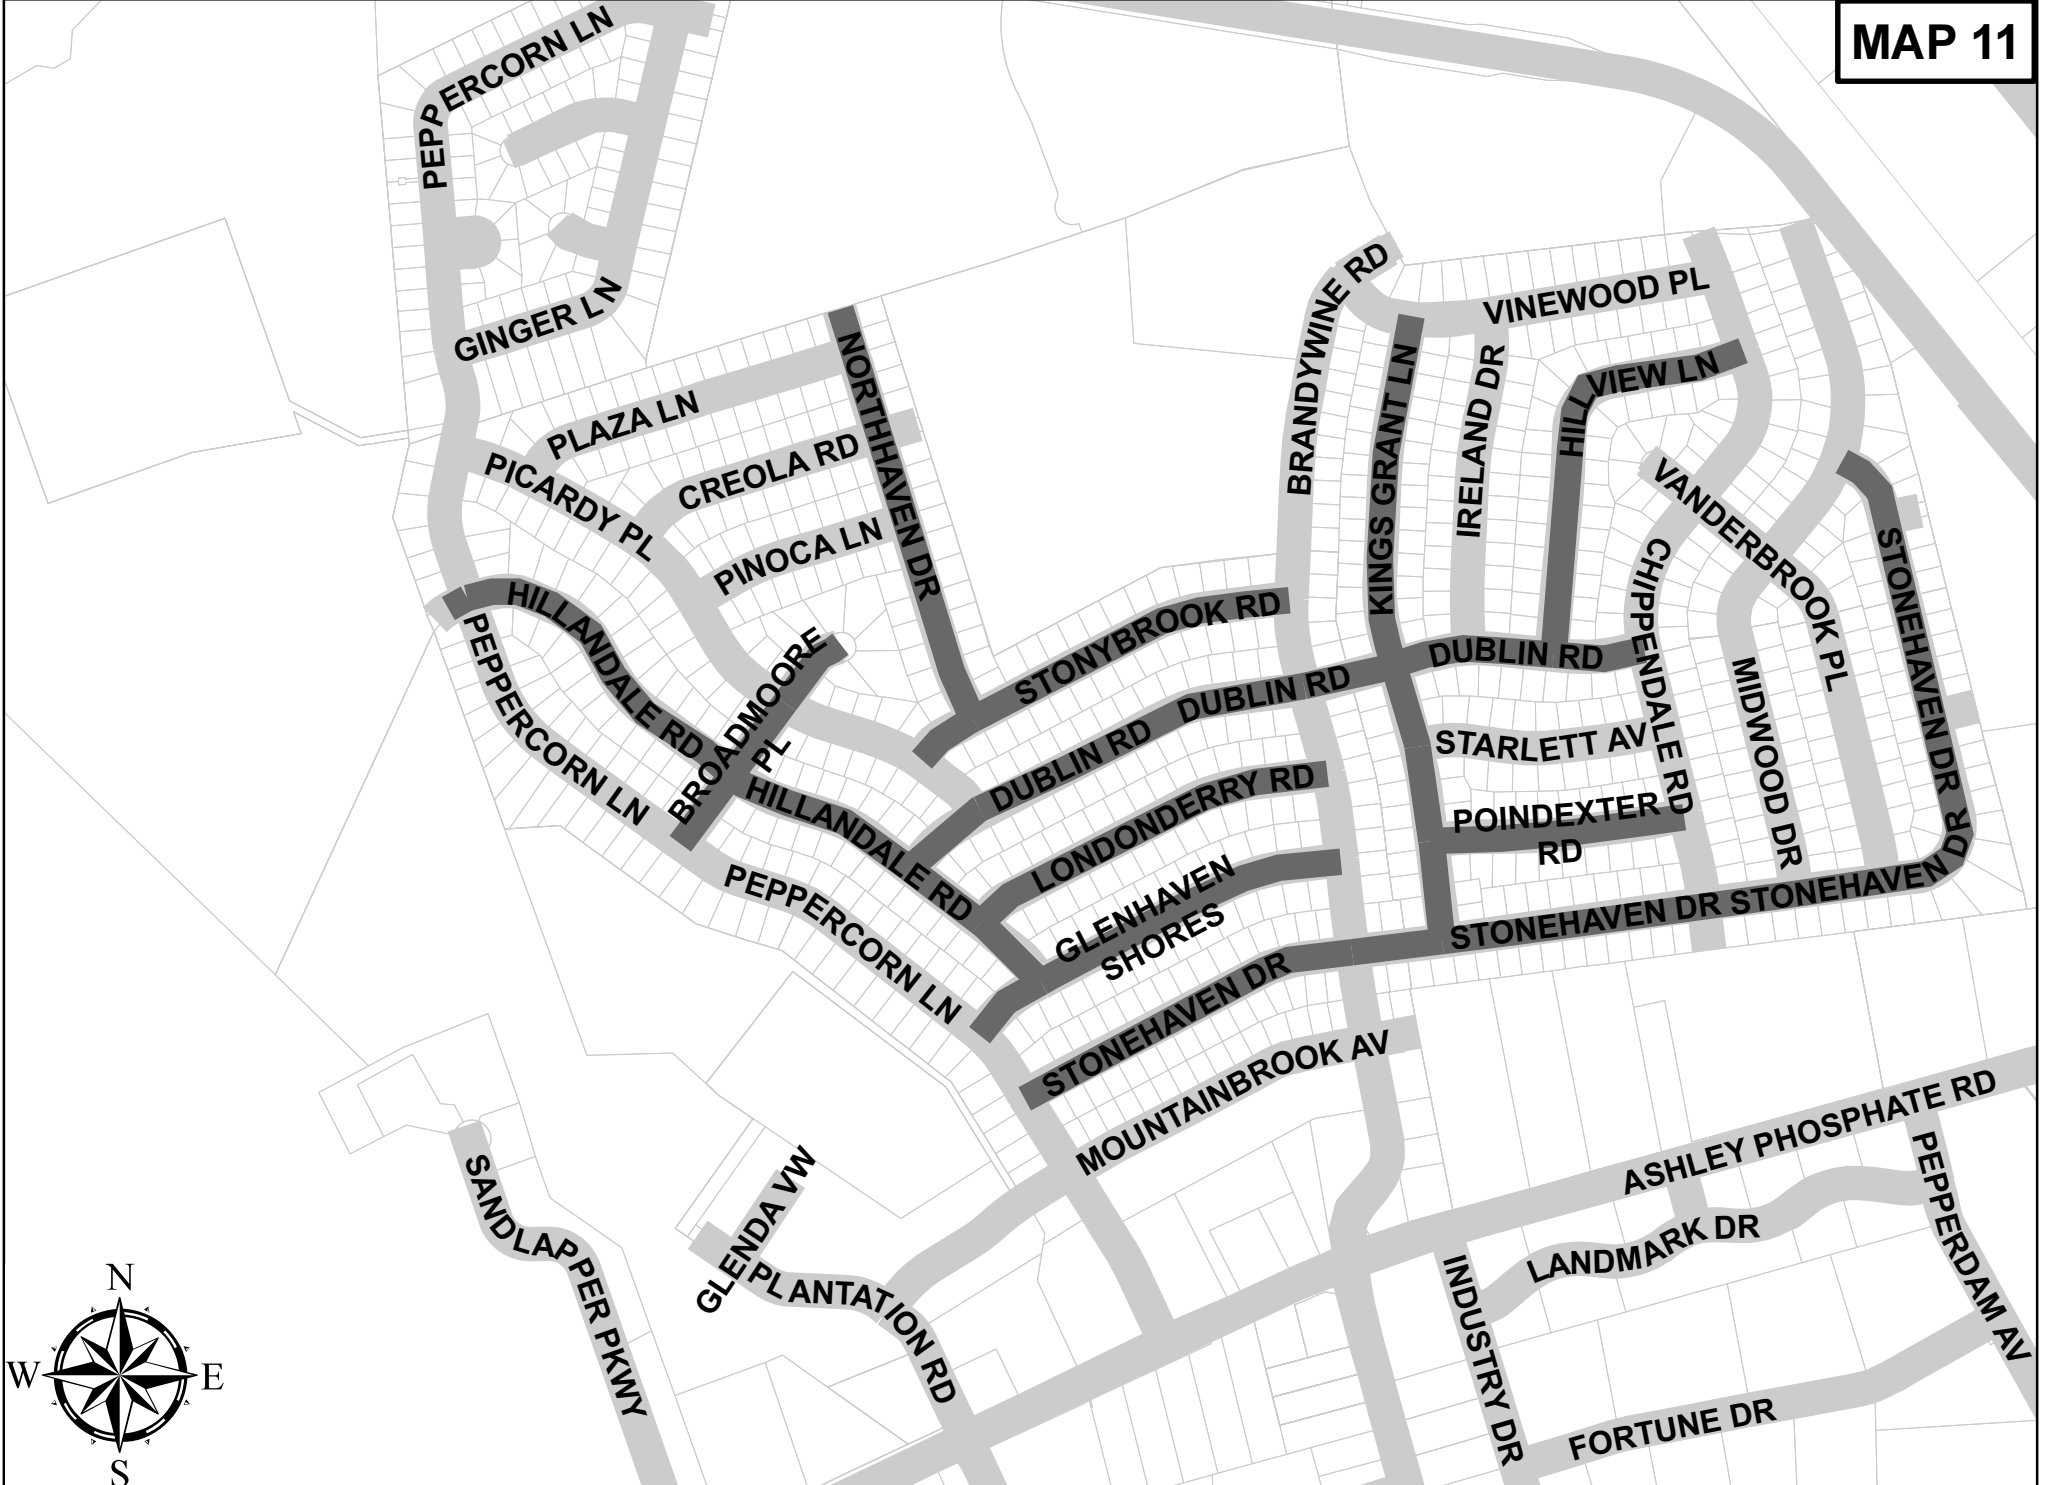 MAP 11
PEPPERCORN LN
GINGER LN
BRANDYWINE RD
VINEWOOD PL
NORTHHAVEN DR
PLAZA LN
KINGS GRANT LN
IRELAND DR
HILLVIEW LN
CREOLA RD
PICARDY PL
VANDERBROOK PL
PINOCA LN
CHIPPENDALE RD
STONEHAVEN DR
HILLANDALE RD
STONYBROOK RD
PEPPERCORN LN
BROADMOORE
PL
DUBLIN RD
DUBLIN RD
DUBLIN RD
MIDWOOD DR
STARLETT AV
HILLANDALE RD
LONDONDERRY RD
POINDEXTER
RD
PEPPERCORN LN
GLENHAVEN
SHORES
STONEHAVEN DR
STONEHAVEN DR
STONEHAVEN DR
MOUNTAINBROOK AV
ASHLEY PHOSPHATE RD
SANDLAPPER PKWY
GLENDA VW
PLANTATION RD
LANDMARK DR
PEPPERDAM AV
INDUSTRY DR
FORTUNE DR
N
W
E
S